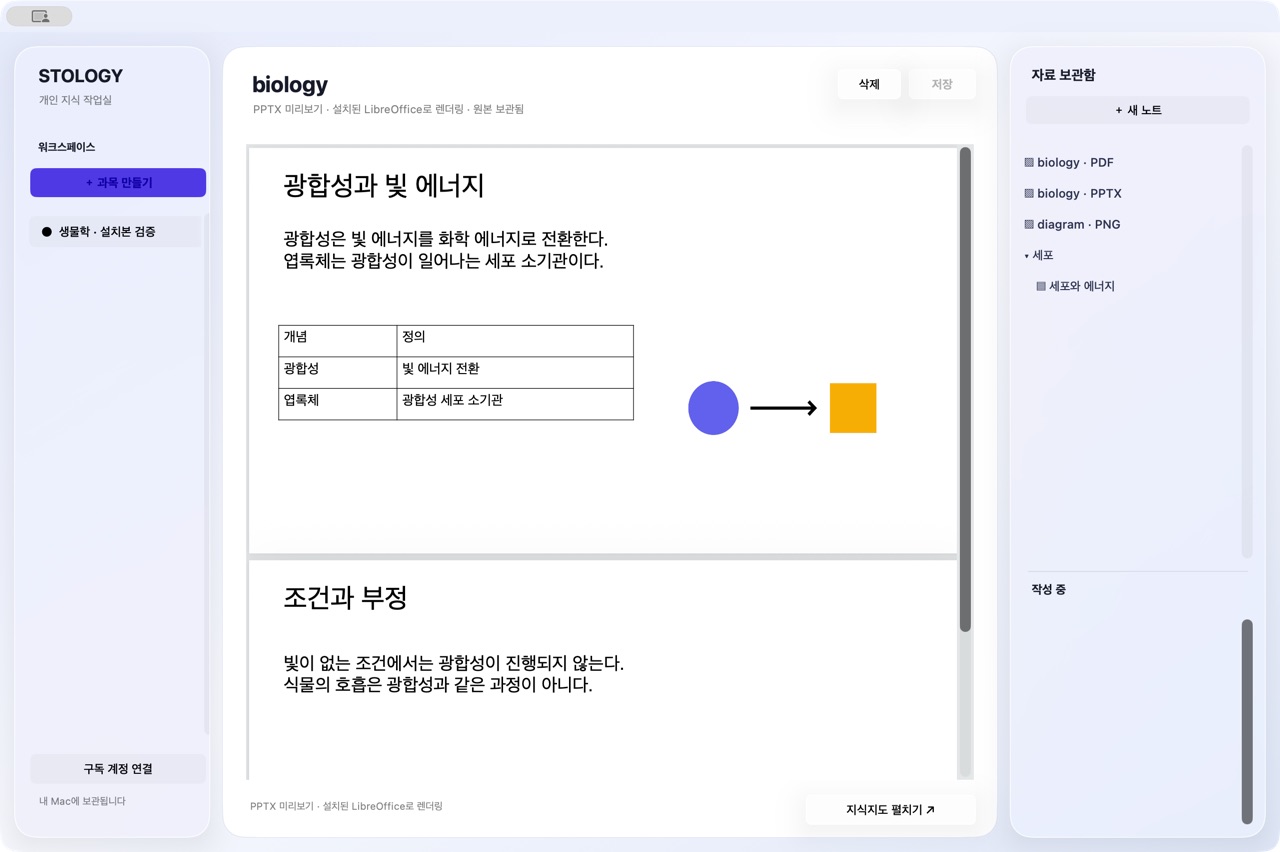 STOLOGY
개인 지식 작업실
워크스페이스
+ 과목 만들기
생물학 · 설치본 검증
구독 계정 연결
내 Mac에 보관됩니다
biology
PPTX 미리보기 · 설치된 LibreOffice로 렌더링 · 원본 보관됨
삭제
저장
광합성과 빛 에너지
광합성은 빛 에너지를 화학 에너지로 전환한다.
엽록체는 광합성이 일어나는 세포 소기관이다.
개념 정의
광합성 빛 에너지 전환
엽록체 광합성 세포 소기관
조건과 부정
빛이 없는 조건에서는 광합성이 진행되지 않는다.
식물의 호흡은 광합성과 같은 과정이 아니다.
PPTX 미리보기 · 설치된 LibreOffice로 렌더링
지식지도 펼치기 ↗
자료 보관함
+ 새 노트
biology · PDF
biology · PPTX
diagram · PNG
▾ 세포
세포와 에너지
작성 중